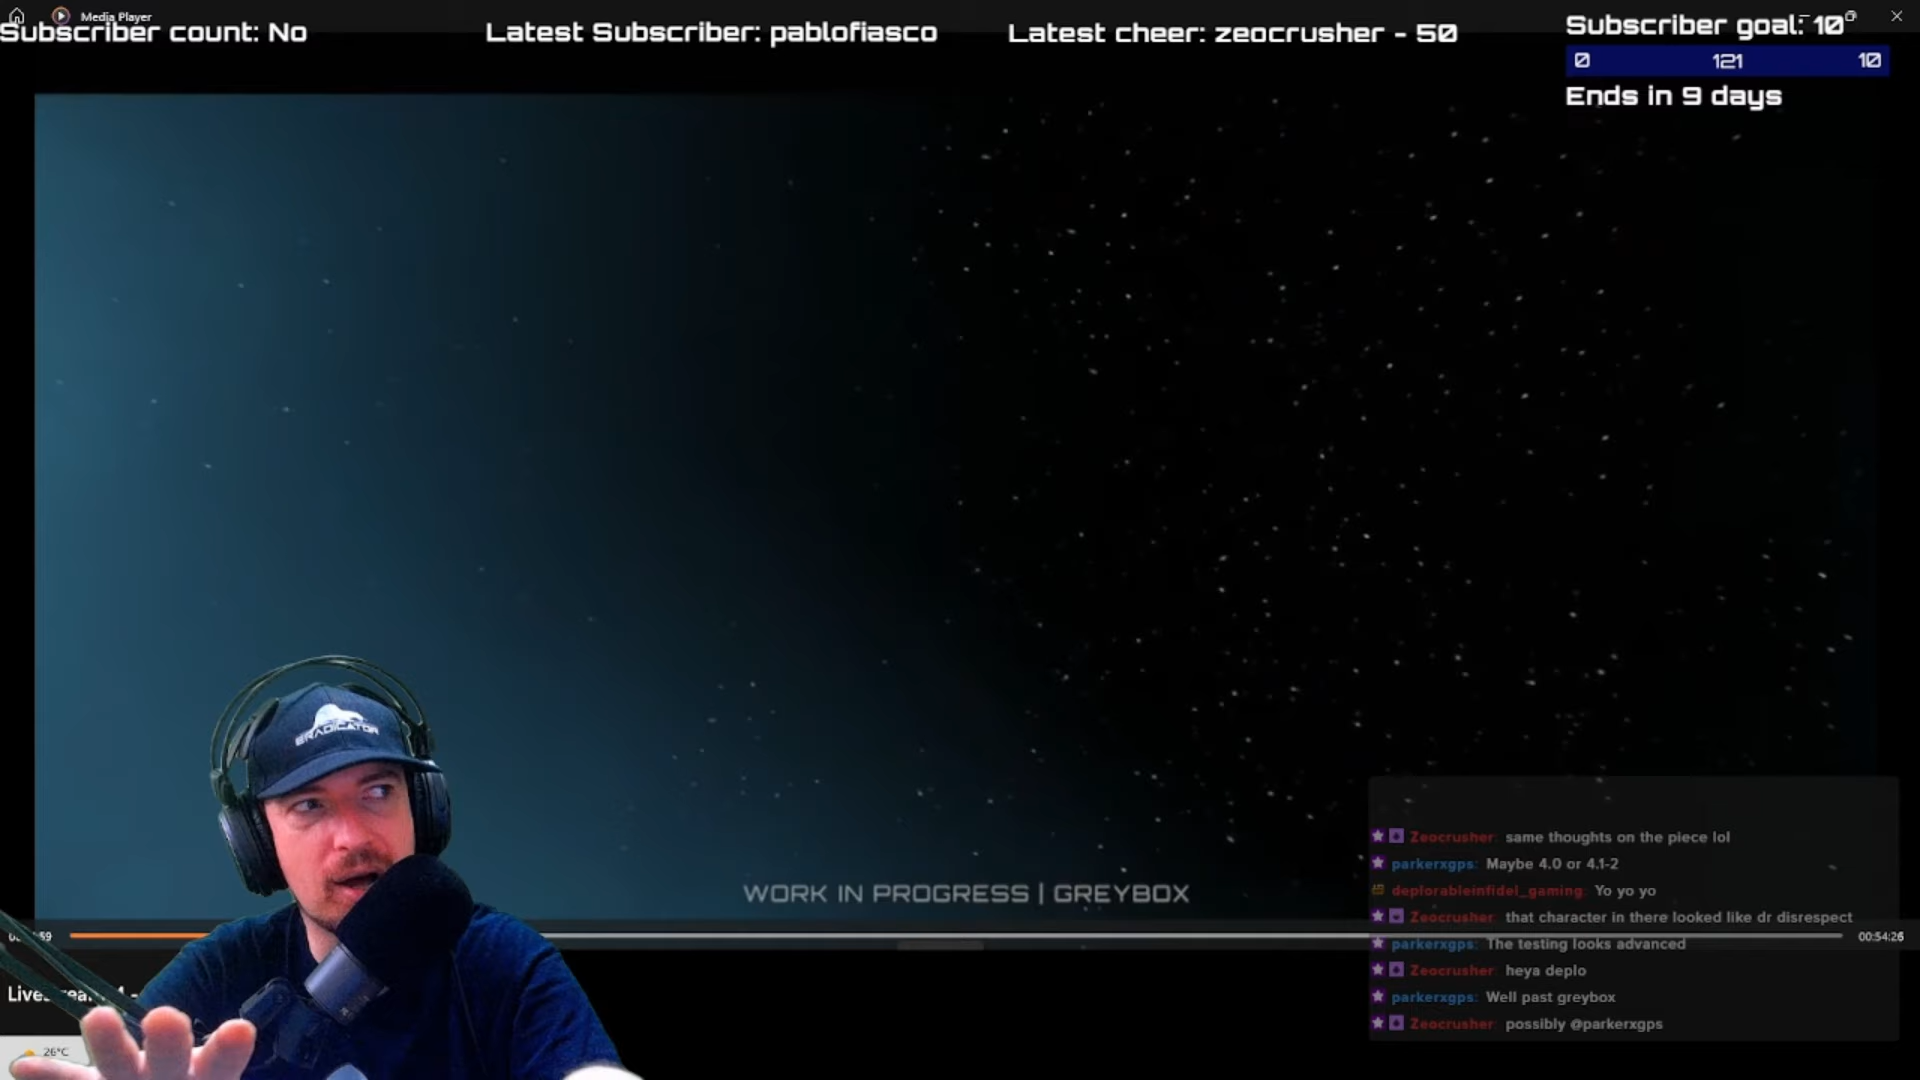 Media Player
Subscriber count: No
Latest Subscriber: pablofiasco
Latest cheer: zeocrusher - 50
Subscriber goal: 10
0 121 10
Ends in 9 days
ERADICATOR
WORK IN PROGRESS | GREYBOX
Zeocrusher: same thoughts on the piece lol
parkerxgps: Maybe 4.0 or 4.1-2
deplorableinfidel_gaming: Yo yo yo
Zeocrusher: that character in there looked like dr disrespect
parkerxgps: The testing looks advanced
Zeocrusher: heya deplo
parkerxgps: Well past greybox
Zeocrusher: possibly @parkerxgps
00:54:26
26°C